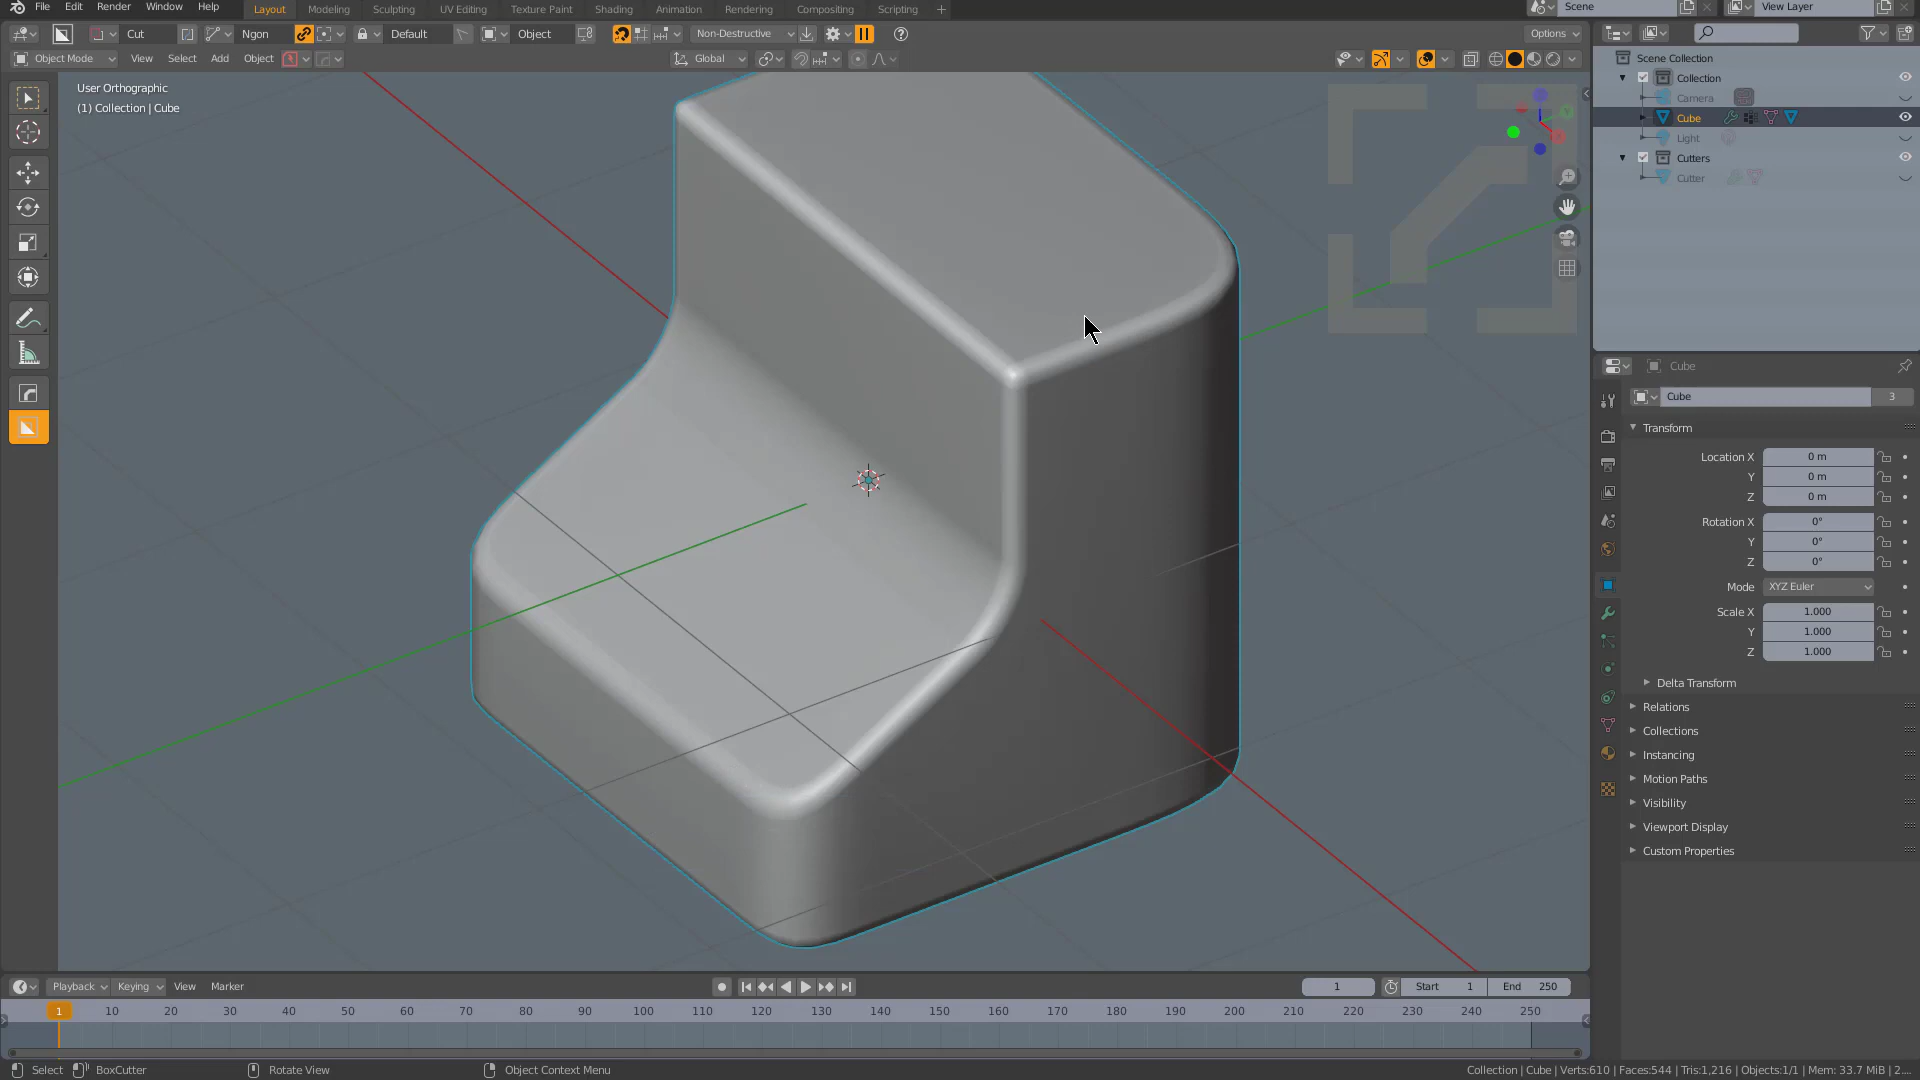 File Edit Render Window Help Layout Modeling Sculpting UV Editing Texture Paint Shading Animation Rendering Compositing Scripting + Scene View Layer
Cut Ngon Default Object Non-Destructive Options
Object Mode View Select Add Object Global
User Orthographic
(1) Collection | Cube
Scene Collection
Collection
Camera
Cube
Light
Cutters
Cutter
Cube
Cube 3
Transform
Location X 0 m
Y 0 m
Z 0 m
Rotation X 0°
Y 0°
Z 0°
Mode XYZ Euler
Scale X 1.000
Y 1.000
Z 1.000
Delta Transform
Relations
Collections
Instancing
Motion Paths
Visibility
Viewport Display
Custom Properties
Playback Keying View Marker 1 Start 1 End 250
1 10 20 30 40 50 60 70 80 90 100 110 120 130 140 150 160 170 180 190 200 210 220 230 240 250
Select BoxCutter Rotate View Object Context Menu Collection | Cube | Verts:610 | Faces:544 | Tris:1,216 | Objects:1/1 | Mem: 33.7 MiB | 2....